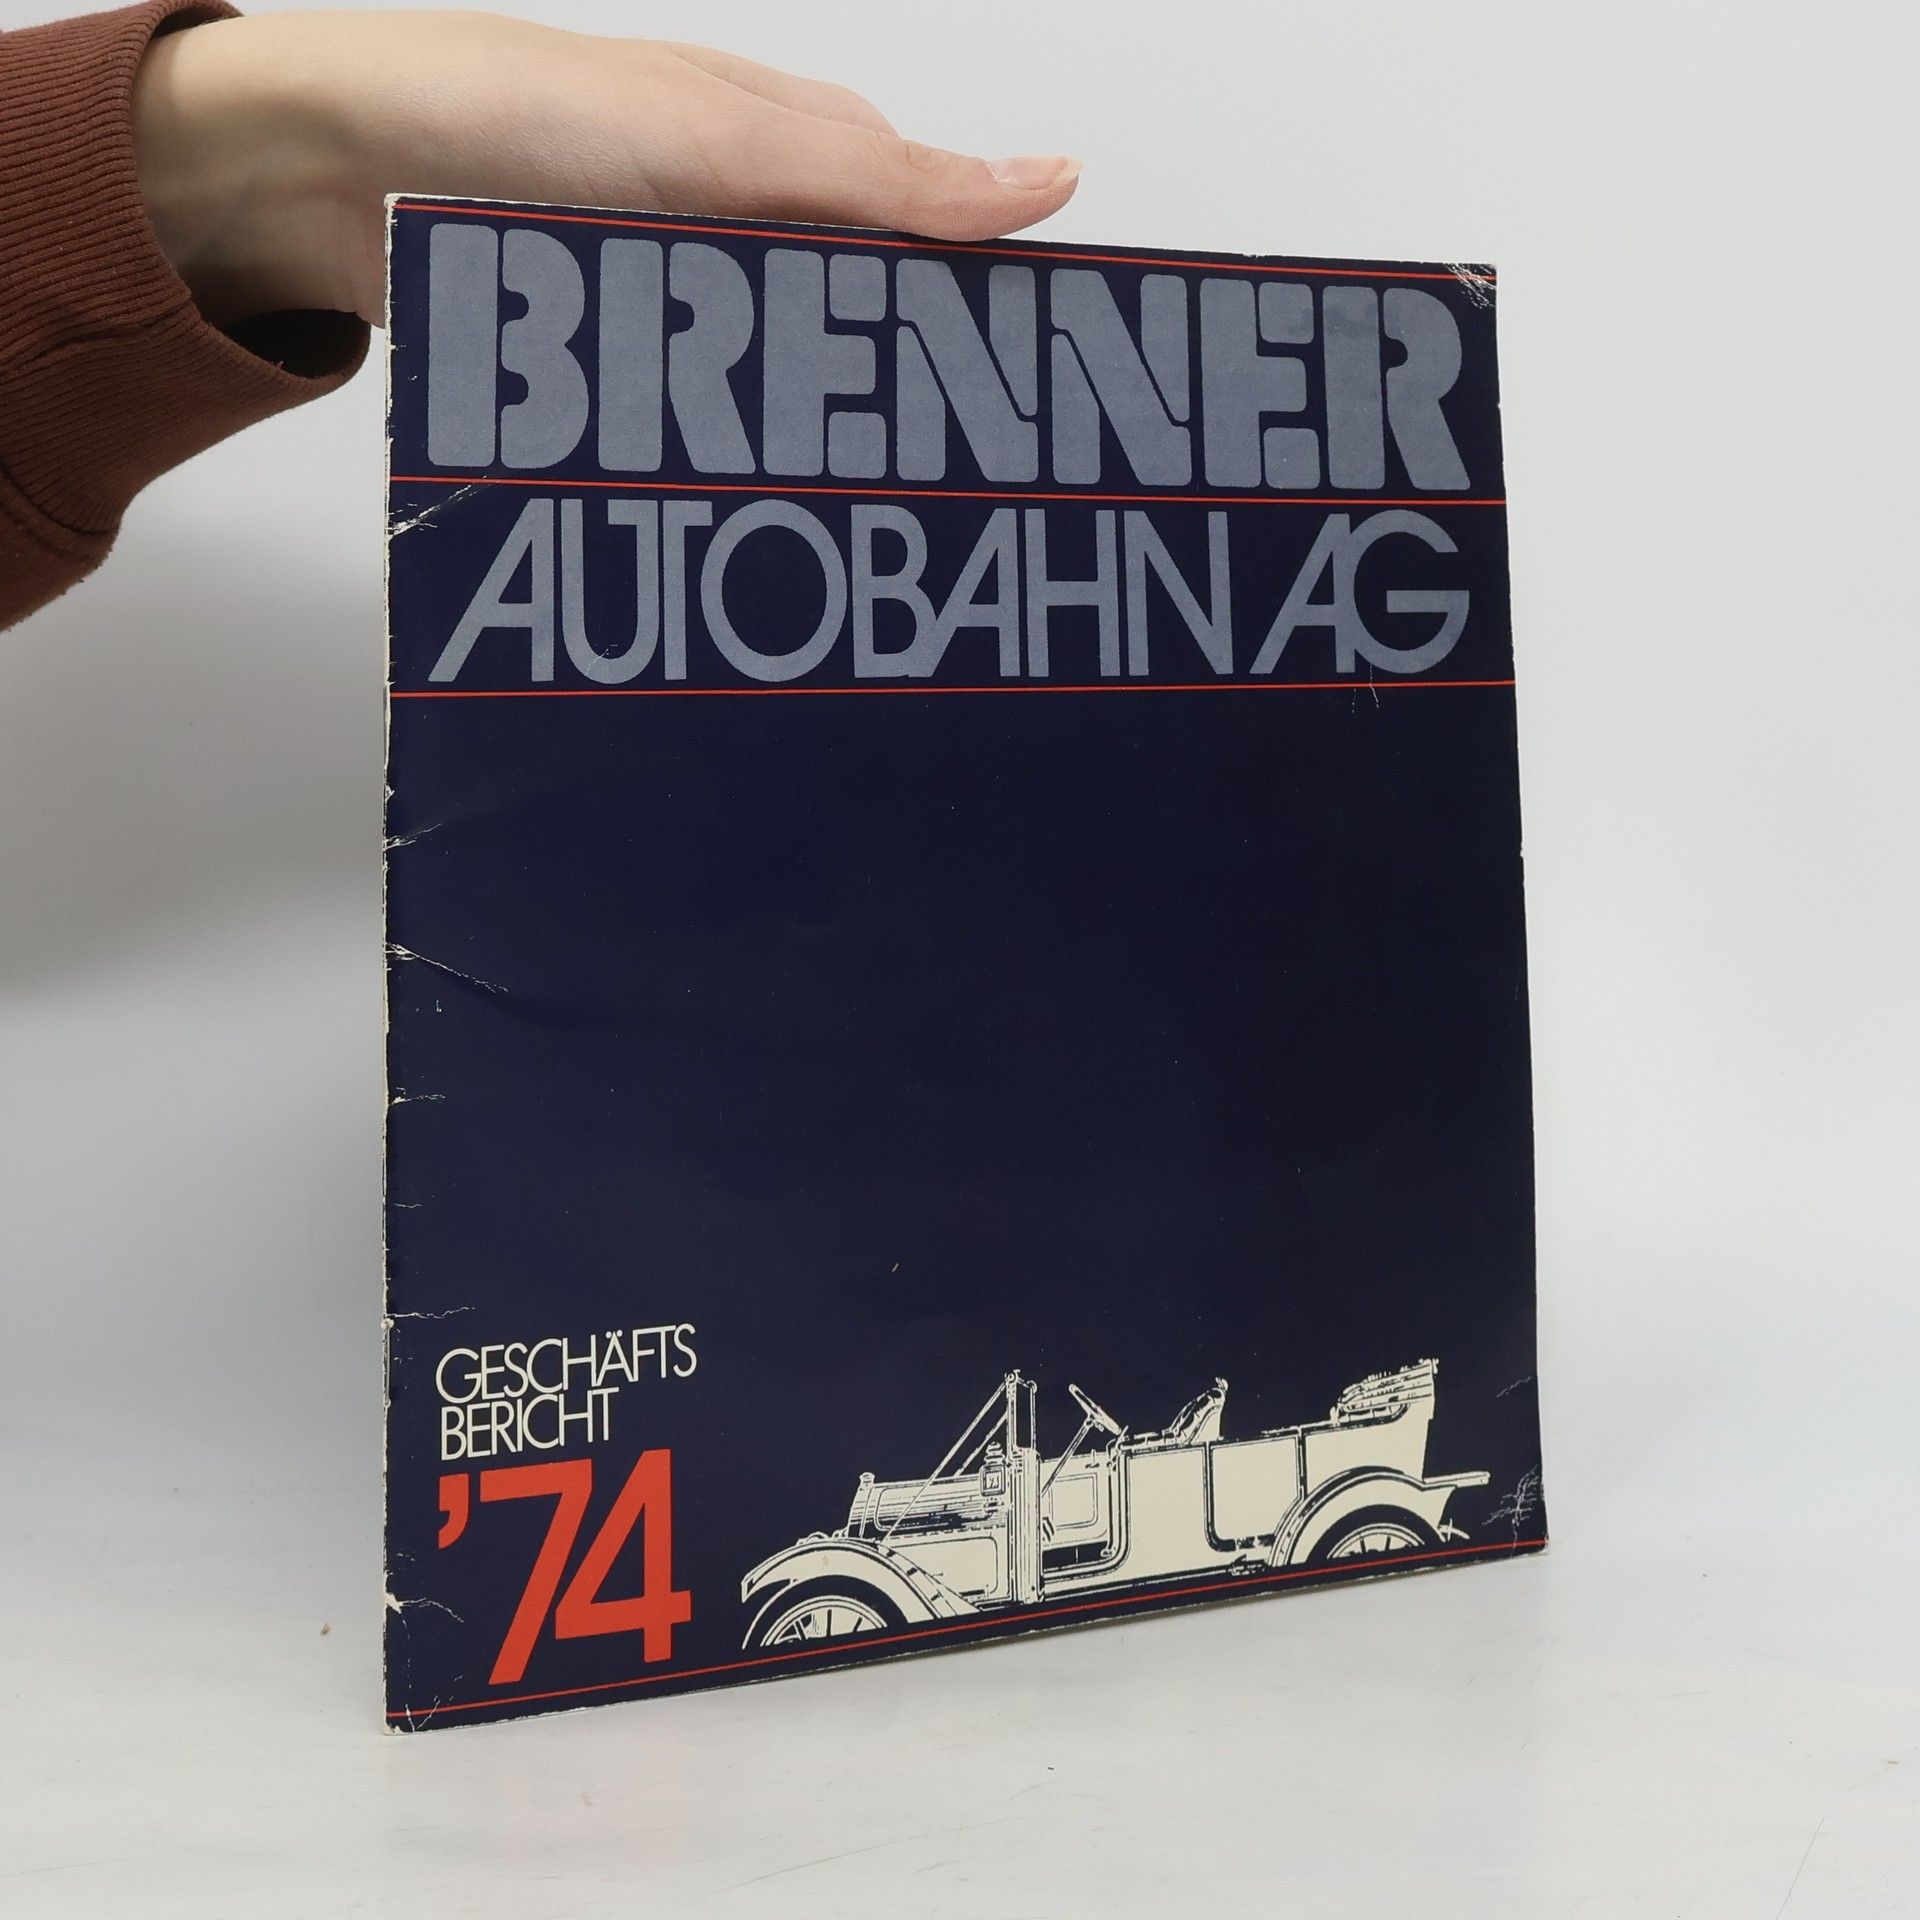 BRENNER
AUTOBAHN AG
GESCHÄFTS
BERICHT
'74